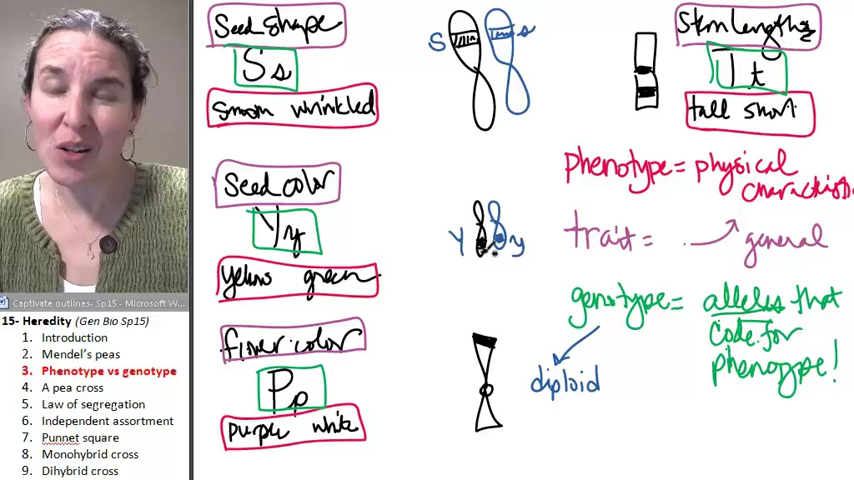 Seed shape
Ss
smooth wrinkled
S s
Stem length
Tt
tall short
phenotype = physical
characteristics
trait = general
genotype = alleles that
code for
phenotype!
diploid
Seed color
Yy
yellow green
Y y
flower color
Pp
purple white
Captivate outlines- Sp15 - Microsoft W...
15- Heredity (Gen Bio Sp15)
1. Introduction
2. Mendel's peas
3. Phenotype vs genotype
4. A pea cross
5. Law of segregation
6. Independent assortment
7. Punnet square
8. Monohybrid cross
9. Dihybrid cross